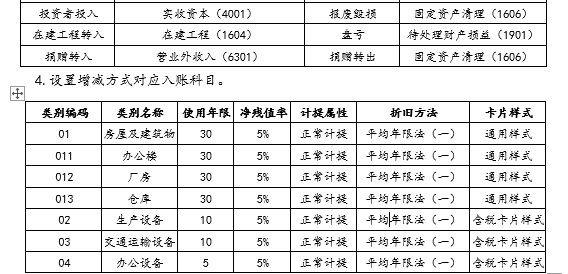 投资者投入 实收资本（4001） 报废毁损 固定资产清理（1606）
在建工程转入 在建工程（1604） 盘亏 待处理财产损益（1901）
捐赠转入 营业外收入（6301） 捐赠转出 固定资产清理（1606）
4.设置增减方式对应入账科目。
类别编码 类别名称 使用年限 净残值率 计提属性 折旧方法 卡片样式
01 房屋及建筑物 30 5% 正常计提 平均年限法（一） 通用样式
011 办公楼 30 5% 正常计提 平均年限法（一） 通用样式
012 厂房 30 5% 正常计提 平均年限法（一） 通用样式
013 仓库 30 5% 正常计提 平均年限法（一） 通用样式
02 生产设备 10 5% 正常计提 平均年限法（一） 含税卡片样式
03 交通运输设备 10 5% 正常计提 平均年限法（一） 含税卡片样式
04 办公设备 5 5% 正常计提 平均年限法（一） 含税卡片样式